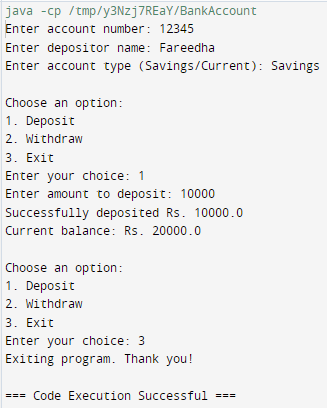 java -cp /tmp/y3Nzj7REaY/BankAccount
Enter account number: 12345
Enter depositor name: Fareedha
Enter account type (Savings/Current): Savings
Choose an option:
1. Deposit
2. Withdraw
3. Exit
Enter your choice: 1
Enter amount to deposit: 10000
Successfully deposited Rs. 10000.0
Current balance: Rs. 20000.0
Choose an option:
1. Deposit
2. Withdraw
3. Exit
Enter your choice: 3
Exiting program. Thank you!
=== Code Execution Successful ===